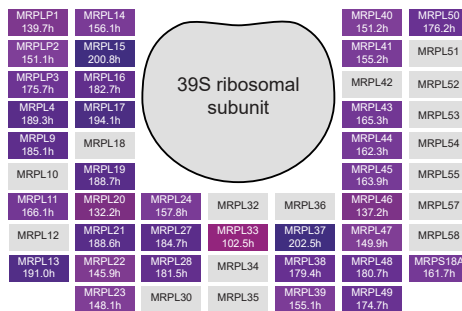 MRPLP1
139.7h
MRPL14
156.1h
MRPL40
151.2h
MRPL50
176.2h
MRPLP2
151.1h
MRPL15
200.8h
MRPL41
155.2h
MRPL51
MRPLP3
175.7h
MRPL16
182.7h
39S ribosomal
subunit
MRPL42
MRPL52
MRPL4
189.3h
MRPL17
194.1h
MRPL43
165.3h
MRPL53
MRPL9
185.1h
MRPL18
MRPL44
162.3h
MRPL54
MRPL10
MRPL19
188.7h
MRPL45
163.9h
MRPL55
MRPL11
166.1h
MRPL20
132.2h
MRPL24
157.8h
MRPL32
MRPL36
MRPL46
137.2h
MRPL57
MRPL12
MRPL21
188.6h
MRPL27
184.7h
MRPL33
102.5h
MRPL37
202.5h
MRPL47
149.9h
MRPL58
MRPL13
191.0h
MRPL22
145.9h
MRPL28
181.5h
MRPL34
MRPL38
179.4h
MRPL48
180.7h
MRPS18A
161.7h
MRPL23
148.1h
MRPL30
MRPL35
MRPL39
155.1h
MRPL49
174.7h